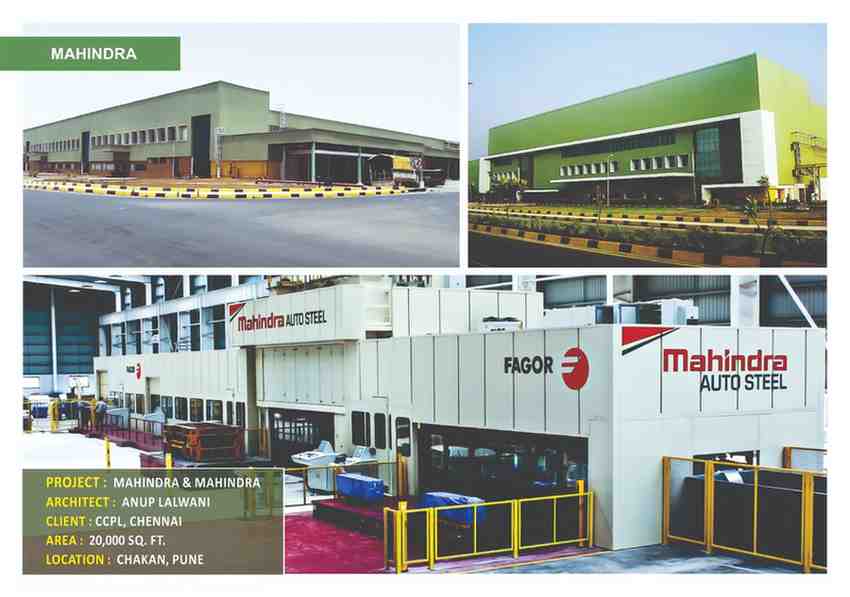 MAHINDRA
Mahindra AUTO STEEL
FAGOR
FAGOR
Mahindra
AUTO STEEL
PROJECT : MAHINDRA & MAHINDRA
ARCHITECT : ANUP LALWANI
CLIENT : CCPL, CHENNAI
AREA : 20,000 SQ. FT.
LOCATION : CHAKAN, PUNE